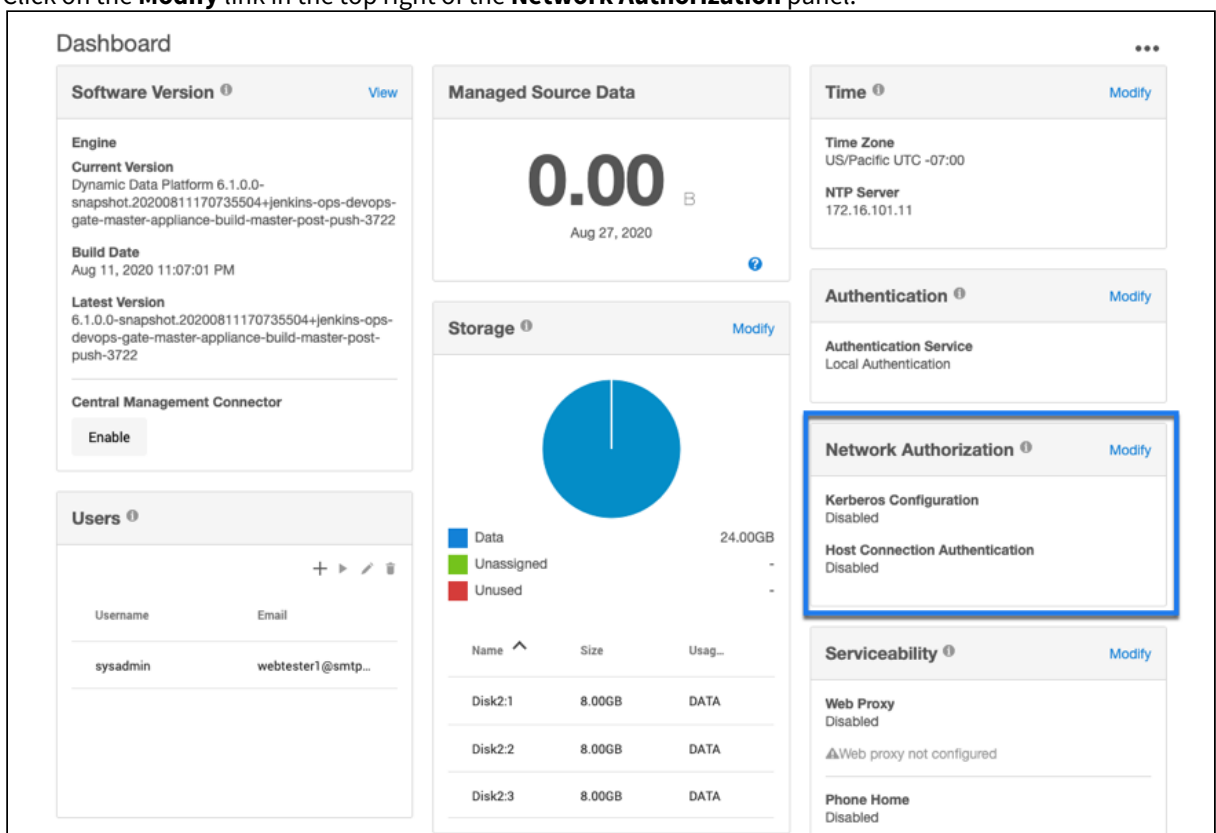 Click on the Modify link in the top right of the Network Authorization panel.
Dashboard
Software Version
View
Engine
Current Version
Dynamic Data Platform 6.1.0.0-
snapshot.20200811170735504+jenkins-ops-devops-
gate-master-appliance-build-master-post-push-3722
Build Date
Aug 11, 2020 11:07:01 PM
Latest Version
6.1.0.0-snapshot.20200811170735504+jenkins-ops-
devops-gate-master-appliance-build-master-post-
push-3722
Central Management Connector
Enable
Users
Username Email
sysadmin webtester1@smtp...
Managed Source Data
0.00 B
Aug 27, 2020
Storage
Modify
Data 24.00GB
Unassigned -
Unused -
Name Size Usag...
Disk2:1 8.00GB DATA
Disk2:2 8.00GB DATA
Disk2:3 8.00GB DATA
Time
Modify
Time Zone
US/Pacific UTC -07:00
NTP Server
172.16.101.11
Authentication
Modify
Authentication Service
Local Authentication
Network Authorization
Modify
Kerberos Configuration
Disabled
Host Connection Authentication
Disabled
Serviceability
Modify
Web Proxy
Disabled
Web proxy not configured
Phone Home
Disabled